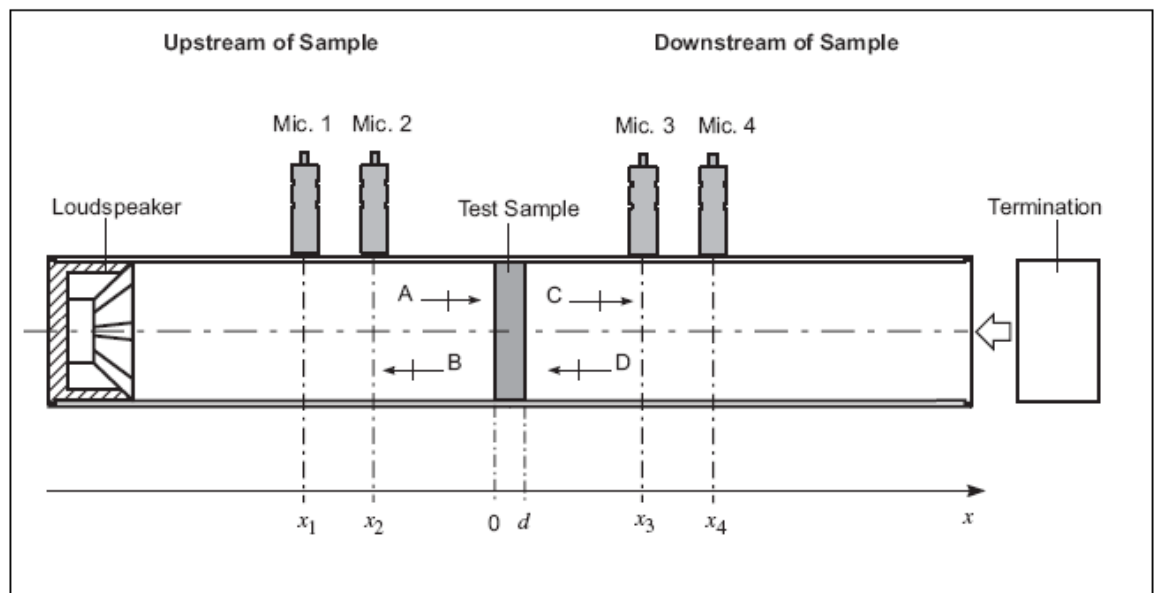 Upstream of Sample Downstream of Sample
Mic. 1 Mic. 2 Mic. 3 Mic. 4
Loudspeaker Test Sample Termination
A C
B D
x₁ x₂ 0 d x₃ x₄ x